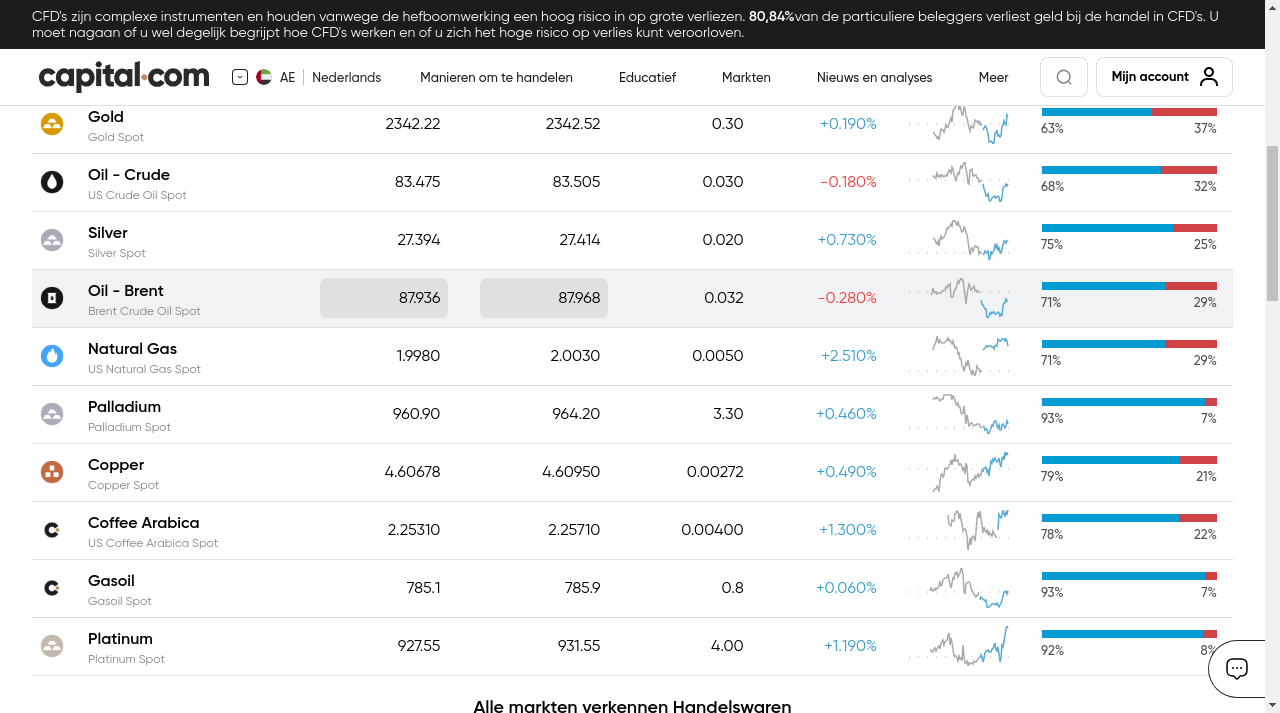 CFD's zijn complexe instrumenten en houden vanwege de hefboomwerking een hoog risico in op grote verliezen. 80,84%van de particuliere beleggers verliest geld bij de handel in CFD's. U
moet nagaan of u wel degelijk begrijpt hoe CFD's werken en of u zich het hoge risico op verlies kunt veroorloven.
capital.com AE Nederlands Manieren om te handelen Educatief Markten Nieuws en analyses Meer Mijn account
Gold 2342.22 2342.52 0.30 +0.190%
Gold Spot 63% 37%
Oil - Crude 83.475 83.505 0.030 -0.180%
US Crude Oil Spot 68% 32%
Silver 27.394 27.414 0.020 +0.730%
Silver Spot 75% 25%
Oil - Brent 87.936 87.968 0.032 -0.280%
Brent Crude Oil Spot 71% 29%
Natural Gas 1.9980 2.0030 0.0050 +2.510%
US Natural Gas Spot 71% 29%
Palladium 960.90 964.20 3.30 +0.460%
Palladium Spot 93% 7%
Copper 4.60678 4.60950 0.00272 +0.490%
Copper Spot 79% 21%
Coffee Arabica 2.25310 2.25710 0.00400 +1.300%
US Coffee Arabica Spot 78% 22%
Gasoil 785.1 785.9 0.8 +0.060%
Gasoil Spot 93% 7%
Platinum 927.55 931.55 4.00 +1.190%
Platinum Spot 92% 8%
Alle markten verkennen Handelswaren